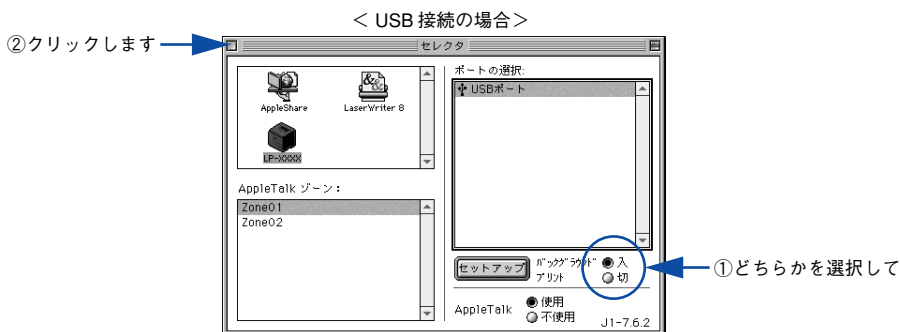 ＜ USB 接続の場合＞
②クリックします
セレクタ
AppleShare
LaserWriter 8
LP-XXXX
ポートの選択:
USBポート
AppleTalk ゾーン：
Zone01
Zone02
セットアップ
バックグラウンド
プリント
入
切
①どちらかを選択して
AppleTalk
使用
不使用
J1-7.6.2